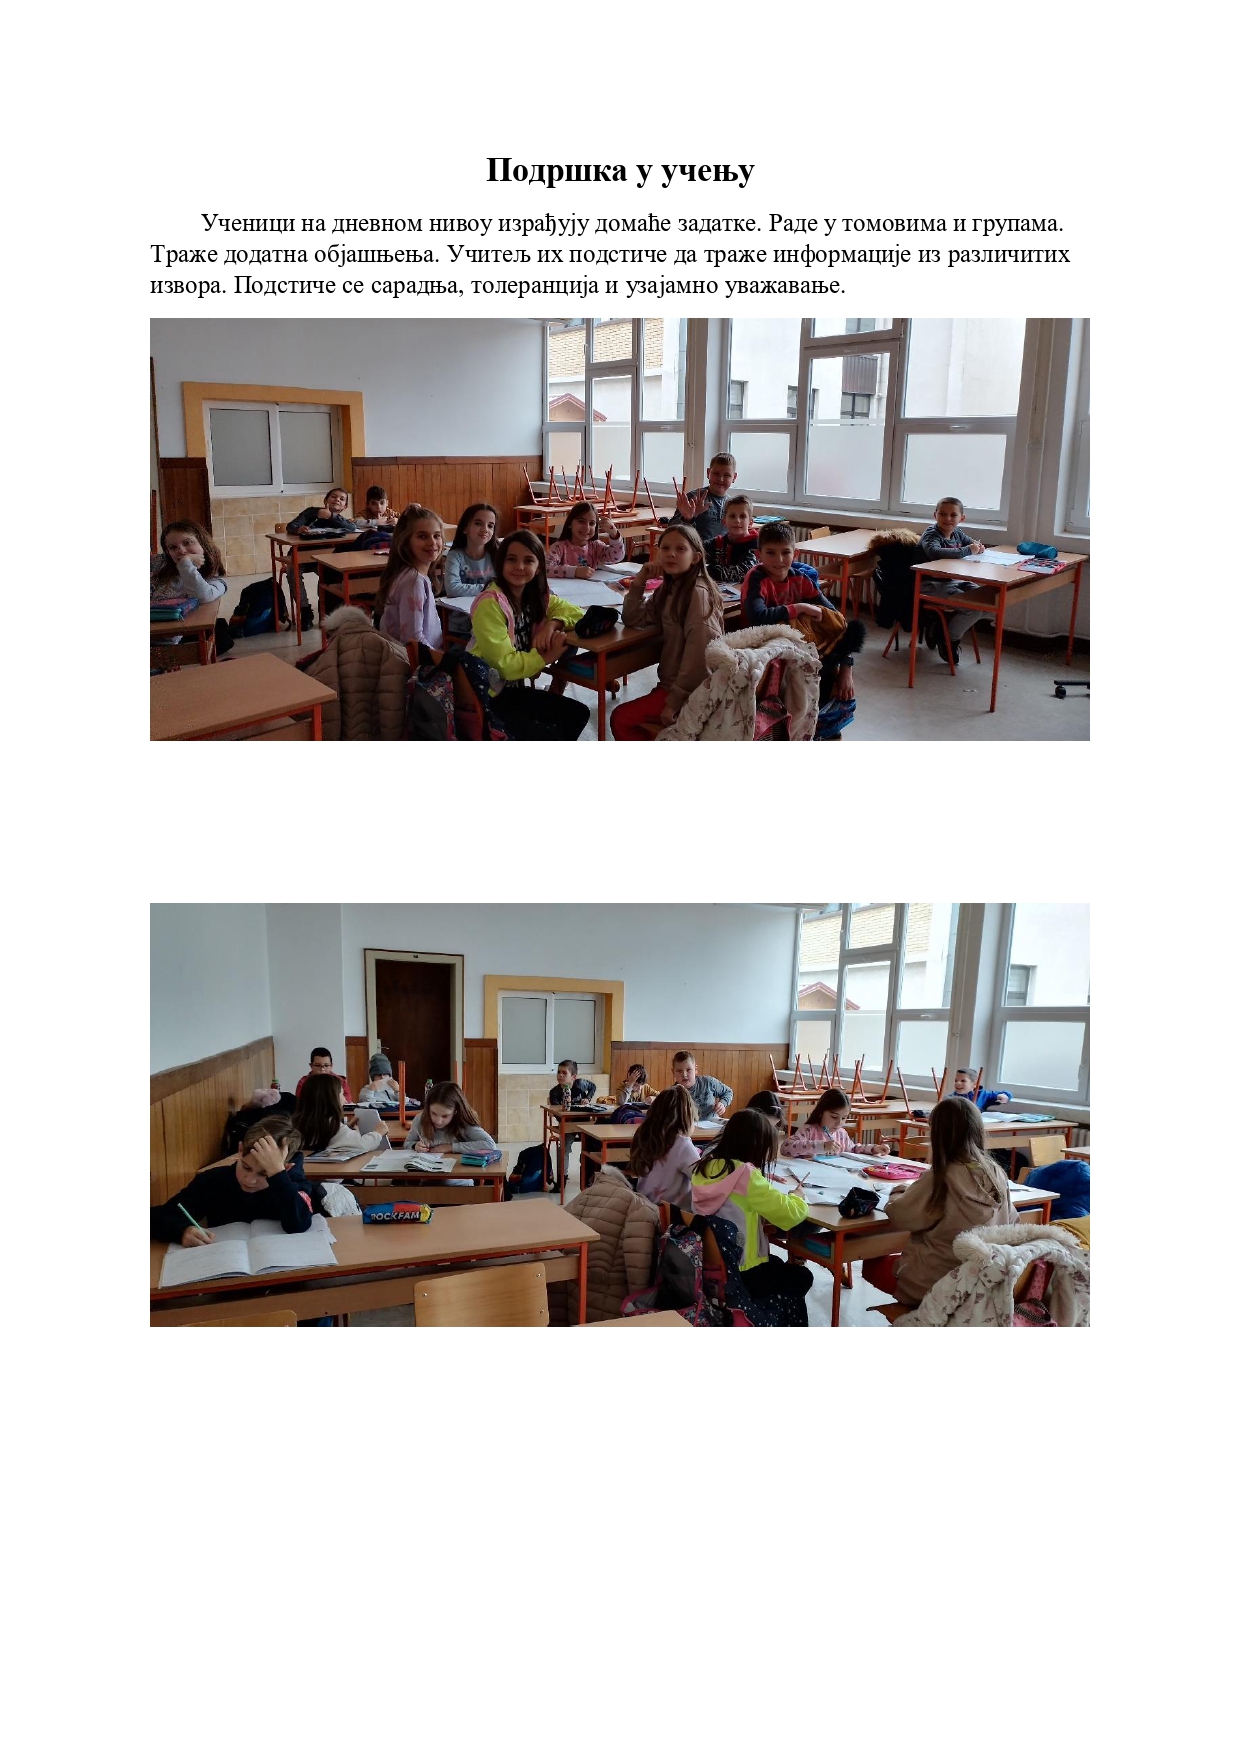 Подршка у учењу
Ученици на дневном нивоу израђују домаће задатке. Раде у томовима и групама.
Траже додатна објашњења. Учитељ их подстиче да траже информације из различитих
извора. Подстиче се сарадња, толеранција и узајамно уважавање.
ROCKFAM